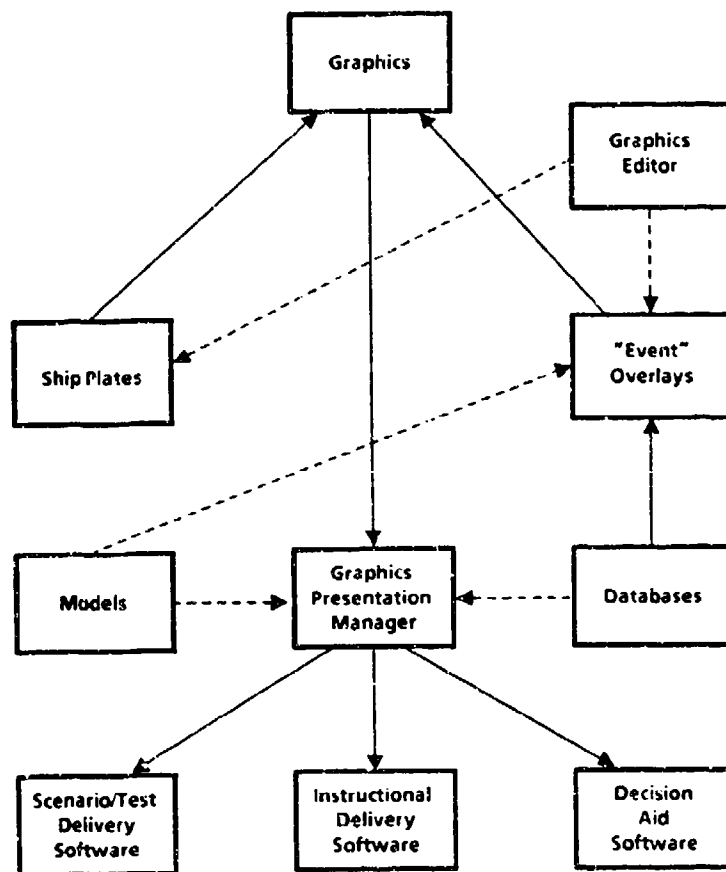 Graphics
Graphics
Editor
Ship Plates
"Event"
Overlays
Models
Graphics
Presentation
Manager
Databases
Scenario/Test
Delivery
Software
Instructional
Delivery
Software
Decision
Aid
Software